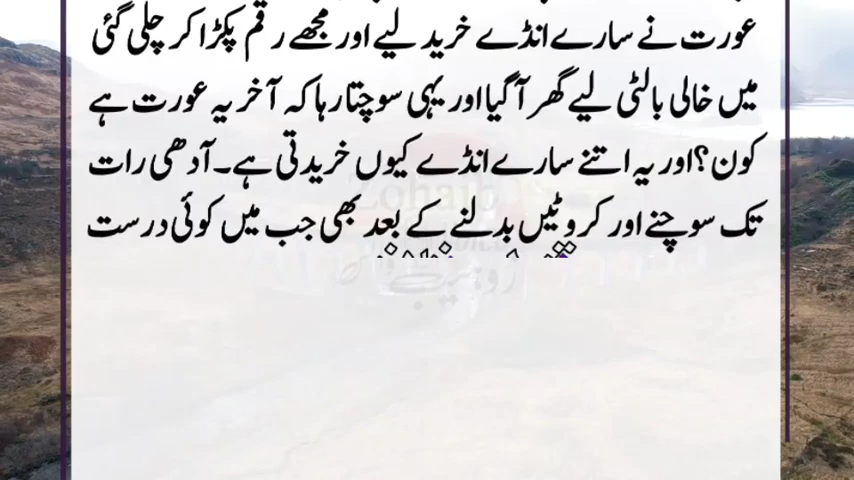 عورت نے سارے انڈے خرید لیے اور مجھے رقم پکڑا کر چلی گئی
میں خالی بالٹی لیے گھر آ گیا اور یہی سوچتا رہا کہ آخر یہ عورت ہے
کون؟ اور یہ اتنے سارے انڈے کیوں خریدتی ہے۔ آدھی رات
تک سوچنے اور کروٹیں بدلنے کے بعد بھی جب میں کوئی درست
Zohaib